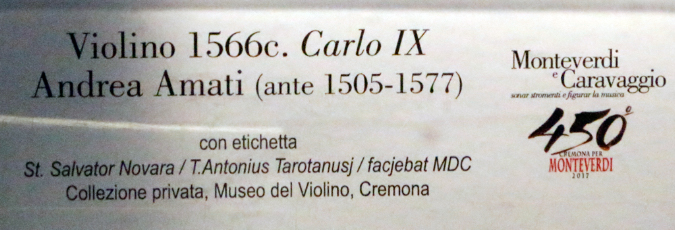 Violino 1566c. Carlo IX
Andrea Amati (ante 1505-1577)
con etichetta
St. Salvator Novara / T.Antonius Tarotanusj / facjebat MDC
Collezione privata, Museo del Violino, Cremona
Monteverdi
e Caravaggio
sonar stromenti e figurar la musica
450°
CREMONA PER
MONTEVERDI
2017